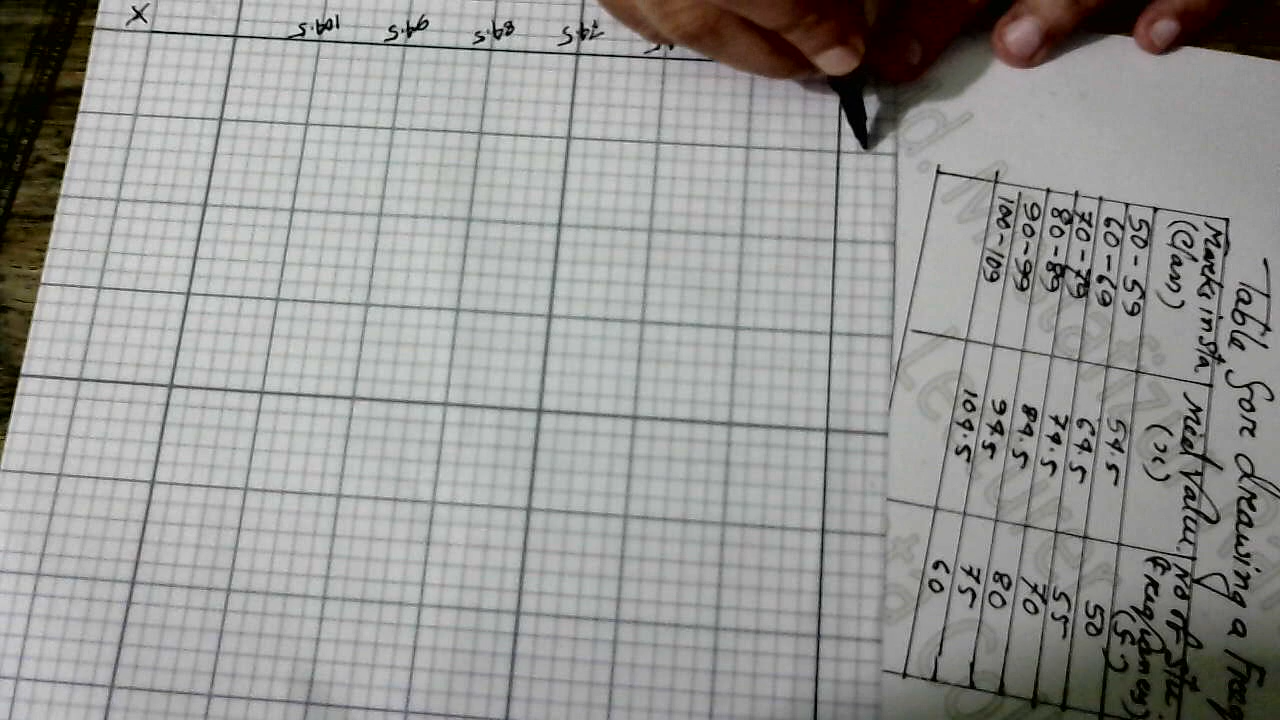 Table for drawing a Freq
Marks in Sta Mid Value No of Stu
(Class) (x) (Frequencies)
(f)
50-59 54.5 50
60-69 64.5 55
70-79 74.5 70
80-89 84.5 80
90-99 94.5 75
100-109 104.5 60
74.5 84.5 94.5 104.5 X